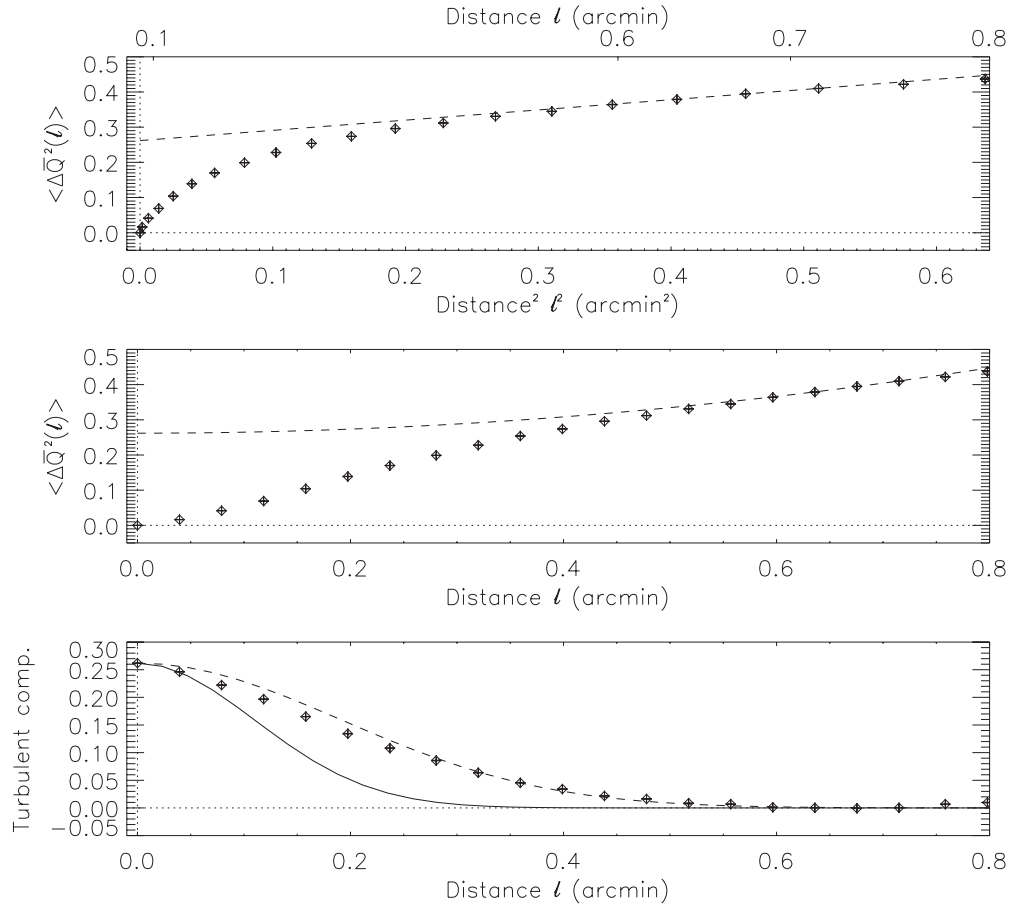 Distance ℓ (arcmin)
0.1 0.6 0.7 0.8
0.5
0.4
0.3
0.2
0.1
0.0
<ΔQ̅²(ℓ)>
0.0 0.1 0.2 0.3 0.4 0.5 0.6
Distance² ℓ² (arcmin²)
0.5
0.4
0.3
0.2
0.1
0.0
<ΔQ̅²(ℓ)>
0.0 0.2 0.4 0.6 0.8
Distance ℓ (arcmin)
0.30
0.25
0.20
0.15
0.10
0.05
0.00
−0.05
Turbulent comp.
0.0 0.2 0.4 0.6 0.8
Distance ℓ (arcmin)